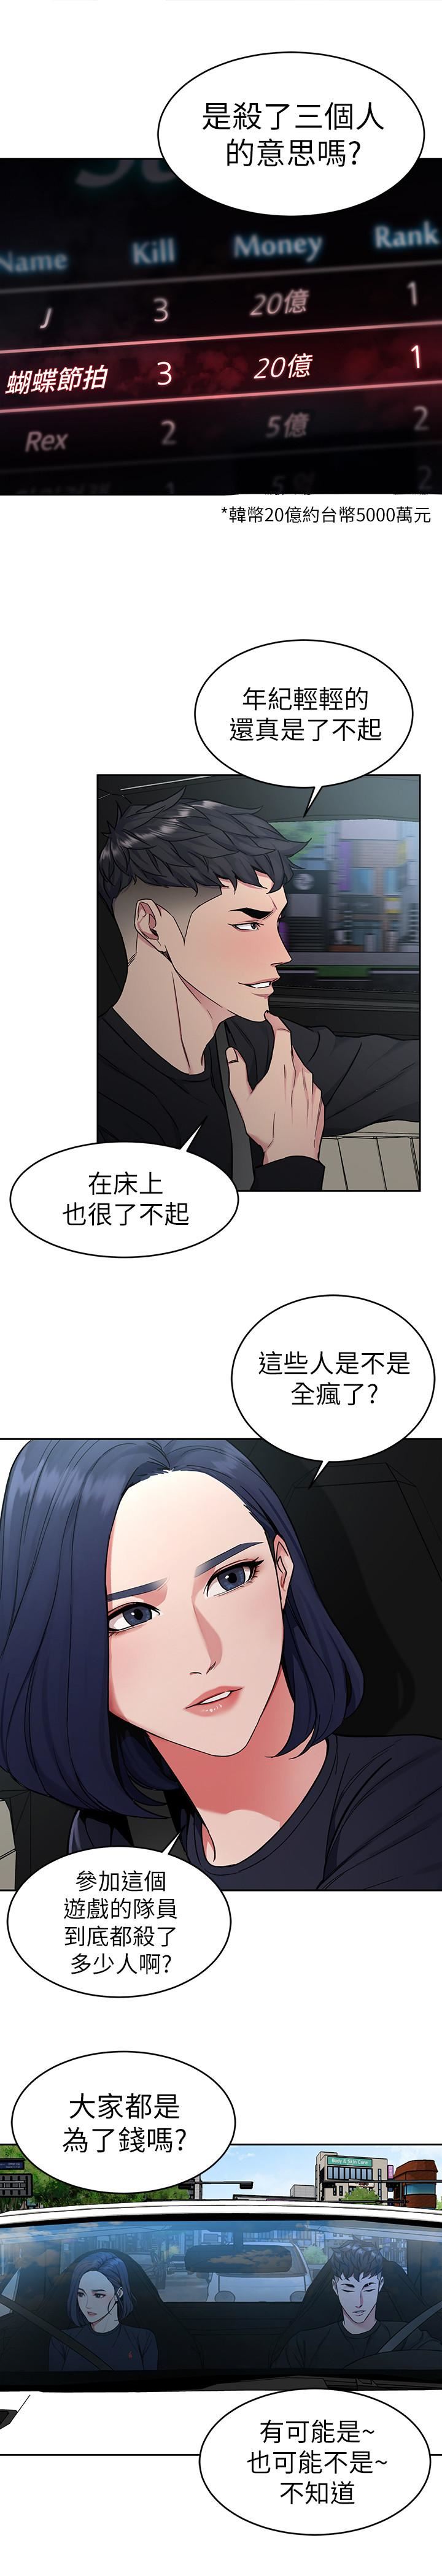 是殺了三個人
的意思嗎?
Name Kill Money Rank
J 3 20億 1
蝴蝶節拍 3 20億 1
Rex 2 5億 2
1 2
*韓幣20億約台幣5000萬元
年紀輕輕的
還真是了不起
在床上
也很了不起
這些人是不是
全瘋了?
參加這個
遊戲的隊員
到底都殺了
多少人啊?
大家都是
為了錢嗎?
Body & Skin Care
有可能是~
也可能不是~
不知道